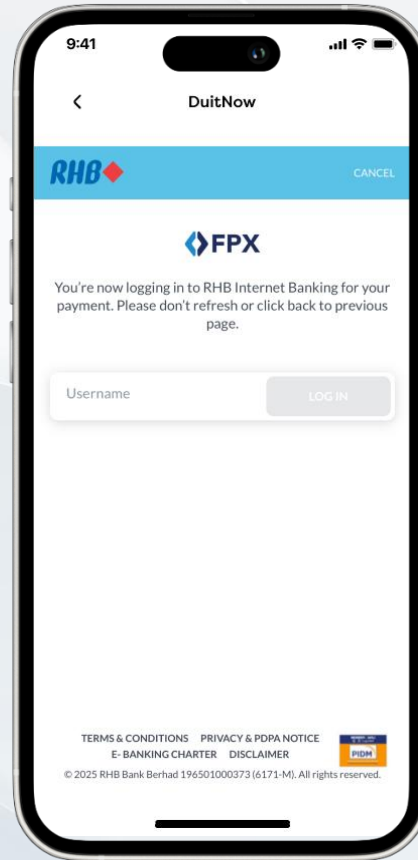 9:41
DuitNow
RHB
CANCEL
FPX
You're now logging in to RHB Internet Banking for your
payment. Please don't refresh or click back to previous
page.
Username
LOG IN
TERMS & CONDITIONS PRIVACY & PDPA NOTICE
E- BANKING CHARTER DISCLAIMER
PIDM
© 2025 RHB Bank Berhad 196501000373 (6171-M). All rights reserved.